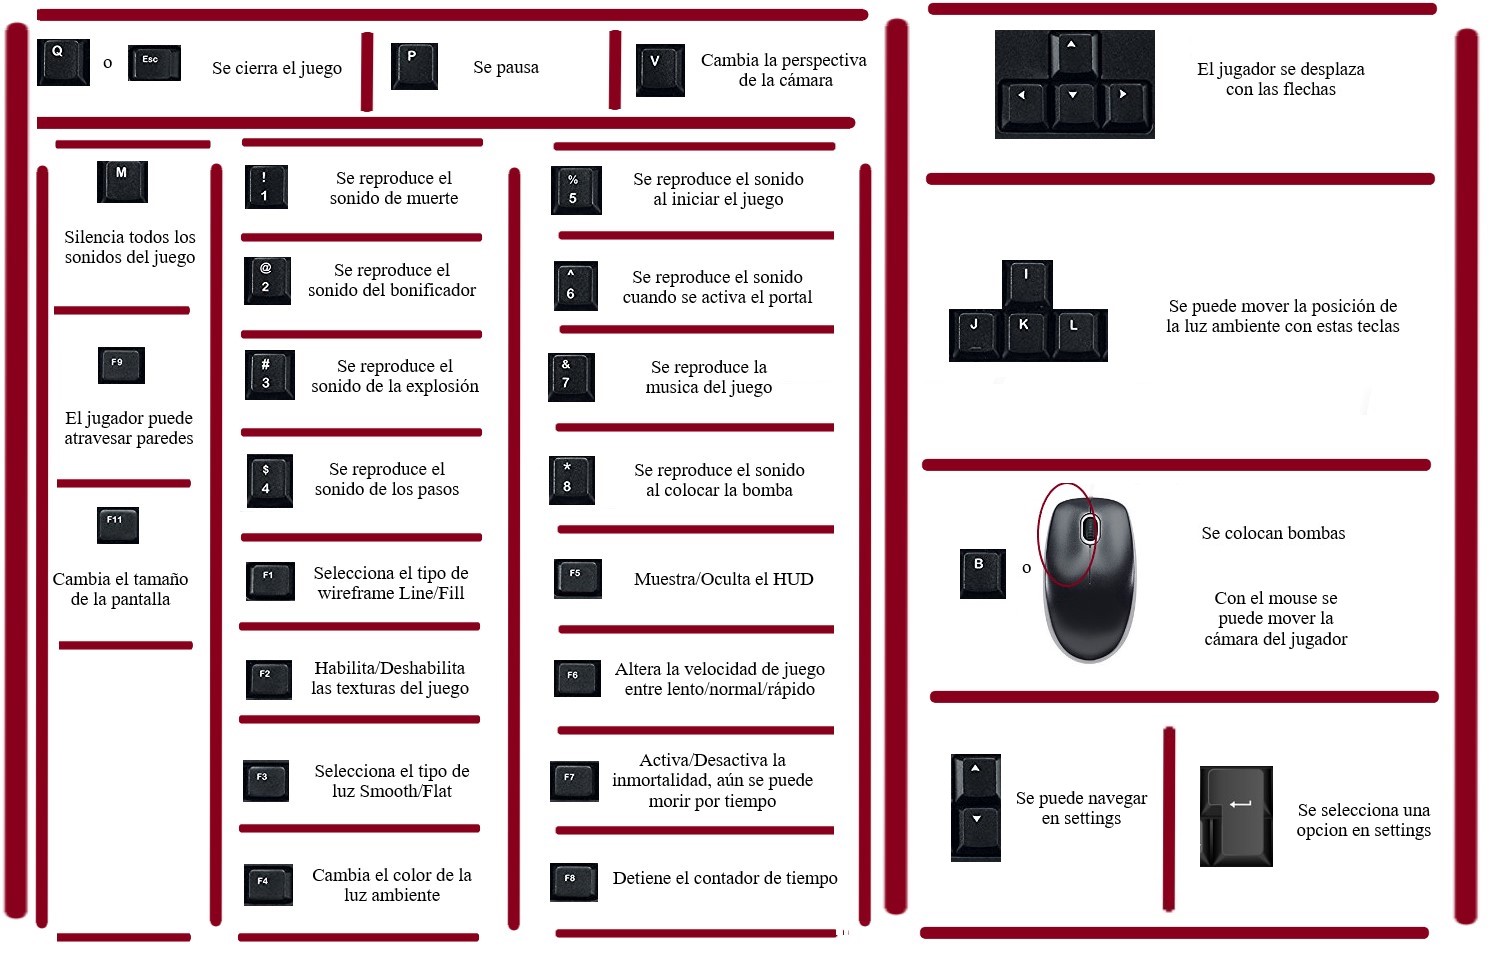 Q
o
Esc
Se cierra el juego
P
Se pausa
V
Cambia la perspectiva
de la cámara
M
Silencia todos los
sonidos del juego
F9
El jugador puede
atravesar paredes
F11
Cambia el tamaño
de la pantalla
!
1
Se reproduce el
sonido de muerte
@
2
Se reproduce el
sonido del bonificador
#
3
Se reproduce el
sonido de la explosión
$
4
Se reproduce el
sonido de los pasos
F1
Selecciona el tipo de
wireframe Line/Fill
F2
Habilita/Deshabilita
las texturas del juego
F3
Selecciona el tipo de
luz Smooth/Flat
F4
Cambia el color de la
luz ambiente
%
5
Se reproduce el sonido
al iniciar el juego
^
6
Se reproduce el sonido
cuando se activa el portal
&
7
Se reproduce la
musica del juego
*
8
Se reproduce el sonido
al colocar la bomba
F5
Muestra/Oculta el HUD
F6
Altera la velocidad de juego
entre lento/normal/rápido
F7
Activa/Desactiva la
inmortalidad, aún se puede
morir por tiempo
F8
Detiene el contador de tiempo
El jugador se desplaza
con las flechas
I
J K L
Se puede mover la posición de
la luz ambiente con estas teclas
B
o
Se colocan bombas
Con el mouse se
puede mover la
cámara del jugador
Se puede navegar
en settings
Se selecciona una
opcion en settings